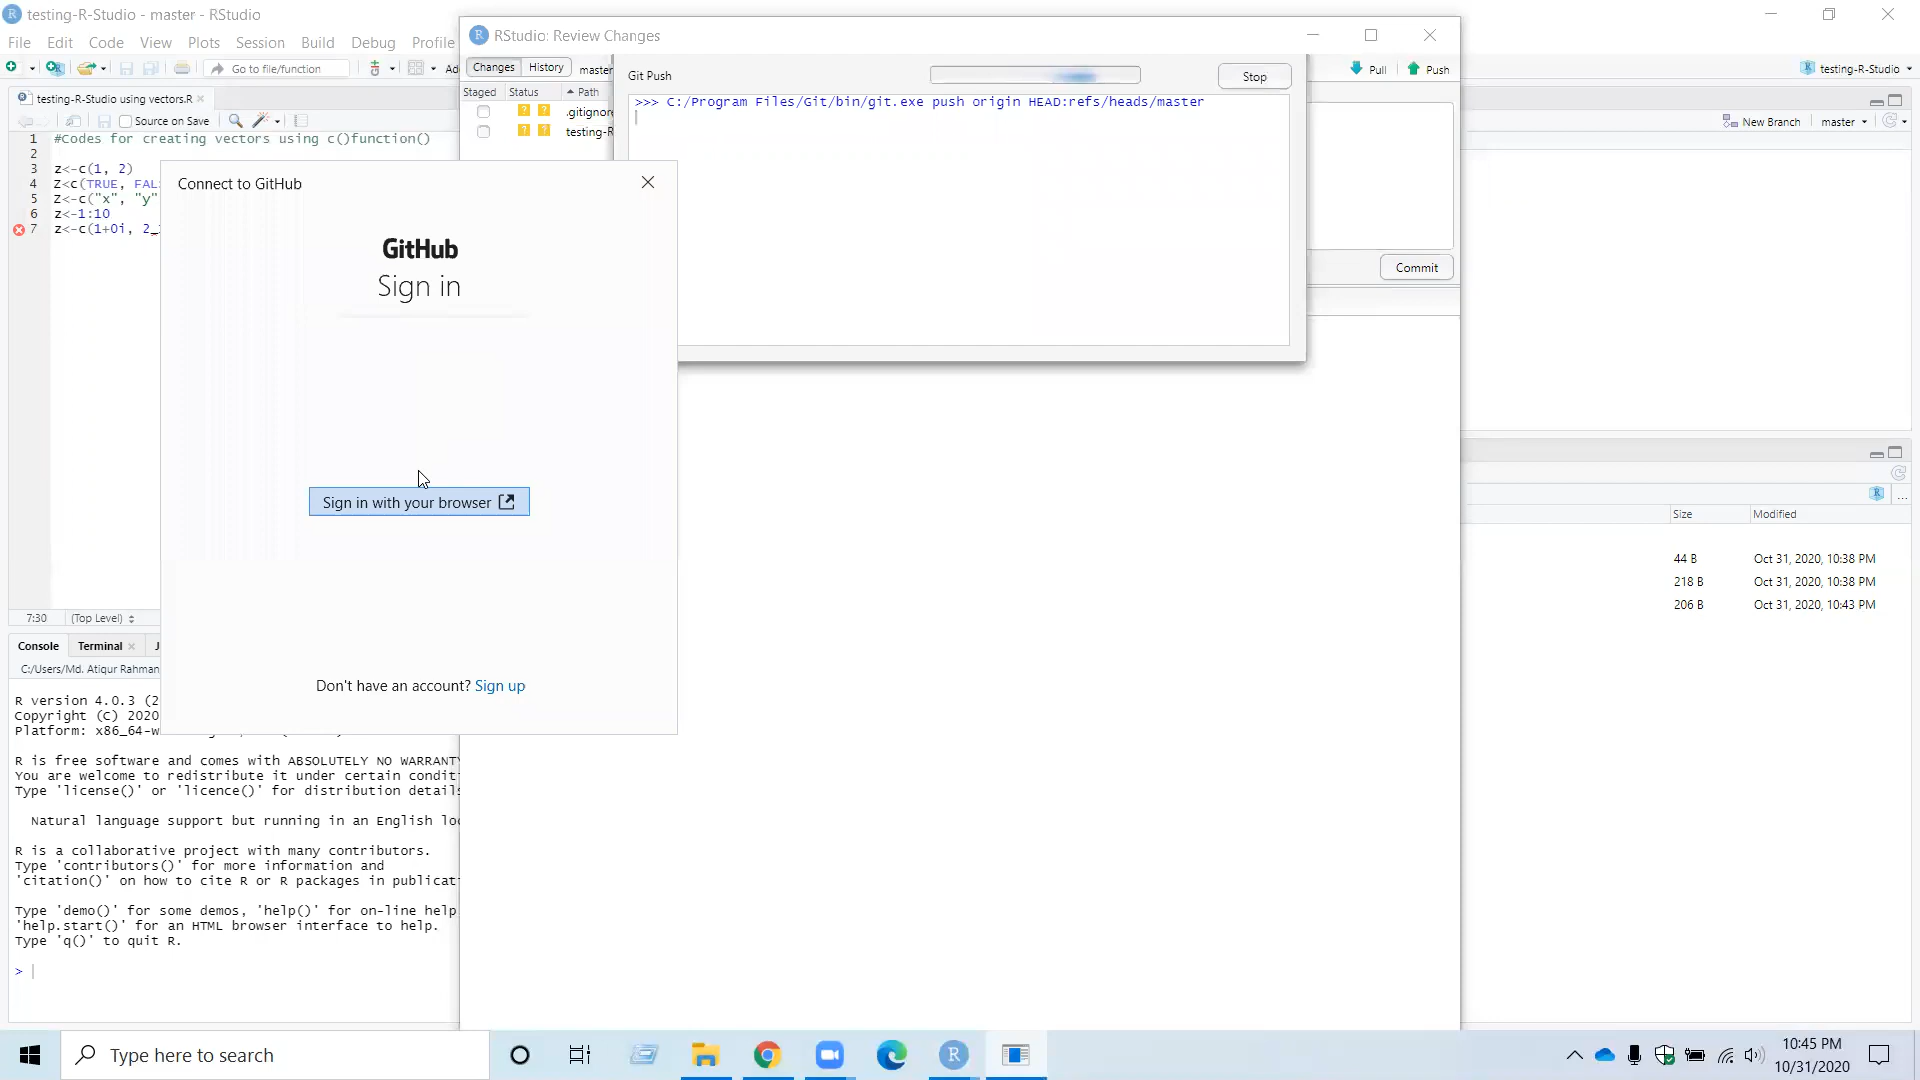 testing-R-Studio - master - RStudio
File Edit Code View Plots Session Build Debug Profile
Go to file/function
testing-R-Studio
testing-R-Studio using vectors.R
Source on Save
1 #Codes for creating vectors using c()function()
2
3 z<-c(1, 2)
4 Z<c(TRUE, FAL
5 z<-c("x", "y"
6 z<-1:10
7 z<-c(1+0i, 2_
7:30 (Top Level)
Console Terminal
C:/Users/Md. Atiqur Rahman
R version 4.0.3 (2
Copyright (C) 2020
Platform: x86_64-w
R is free software and comes with ABSOLUTELY NO WARRANTY
You are welcome to redistribute it under certain condit
Type 'license()' or 'licence()' for distribution details
Natural language support but running in an English lo
R is a collaborative project with many contributors.
Type 'contributors()' for more information and
'citation()' on how to cite R or R packages in publicat
Type 'demo()' for some demos, 'help()' for on-line help
'help.start()' for an HTML browser interface to help.
Type 'q()' to quit R.
>
RStudio: Review Changes
Changes History master
Pull Push
Staged Status Path
? ? .gitignore
? ? testing-R
Git Push
Stop
>>> C:/Program Files/Git/bin/git.exe push origin HEAD:refs/heads/master
Commit
Connect to GitHub
GitHub
Sign in
Sign in with your browser
Don't have an account? Sign up
New Branch master
Size Modified
44 B Oct 31, 2020, 10:38 PM
218 B Oct 31, 2020, 10:38 PM
206 B Oct 31, 2020, 10:43 PM
Type here to search
10:45 PM
10/31/2020